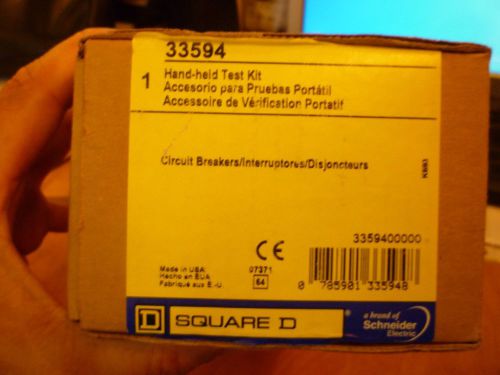 33594
1
Hand-held Test Kit
Accesorio para Pruebas Portátil
Accessoire de Vérification Portatif
Circuit Breakers/Interruptores/Disjoncteurs
KB83
3359400000
Made in USA
Hecho en EUA
Fabriqué aux É.-U.
07371
64
CE
0 785901 335948
D SQUARE D
a brand of
Schneider
Electric